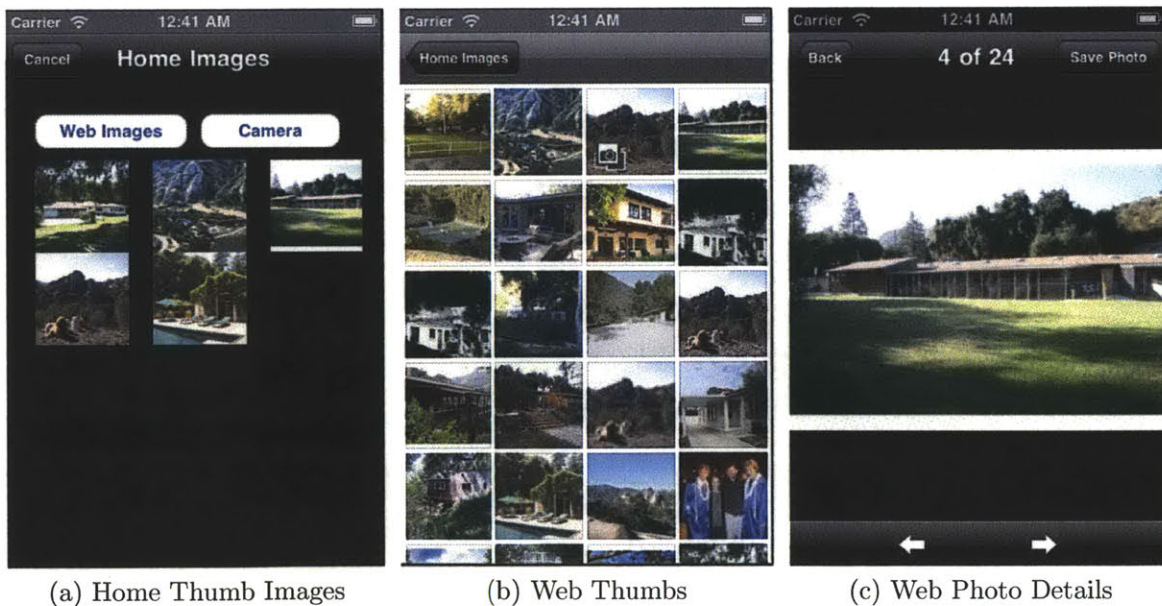 Carrier 12:41 AM
Cancel Home Images
Web Images Camera
(a) Home Thumb Images
Carrier 12:41 AM
Home Images
(b) Web Thumbs
Carrier 12:41 AM
Back 4 of 24 Save Photo
(c) Web Photo Details